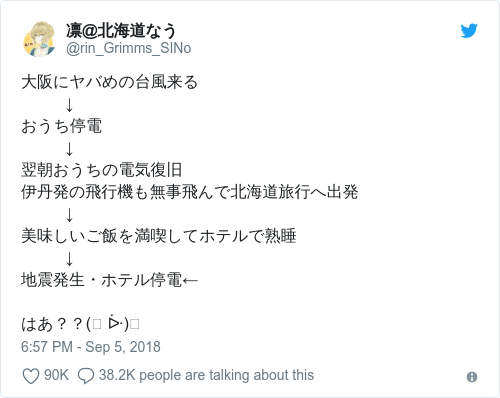 凛@北海道なう
@rin_Grimms_SINo
大阪にヤバめの台風来る
↓
おうち停電
↓
翌朝おうちの電気復旧
伊丹発の飛行機も無事飛んで北海道旅行へ出発
↓
美味しいご飯を満喫してホテルで熟睡
↓
地震発生・ホテル停電←
はあ？？(□ ᐖ·)□
6:57 PM - Sep 5, 2018
90K 38.2K people are talking about this